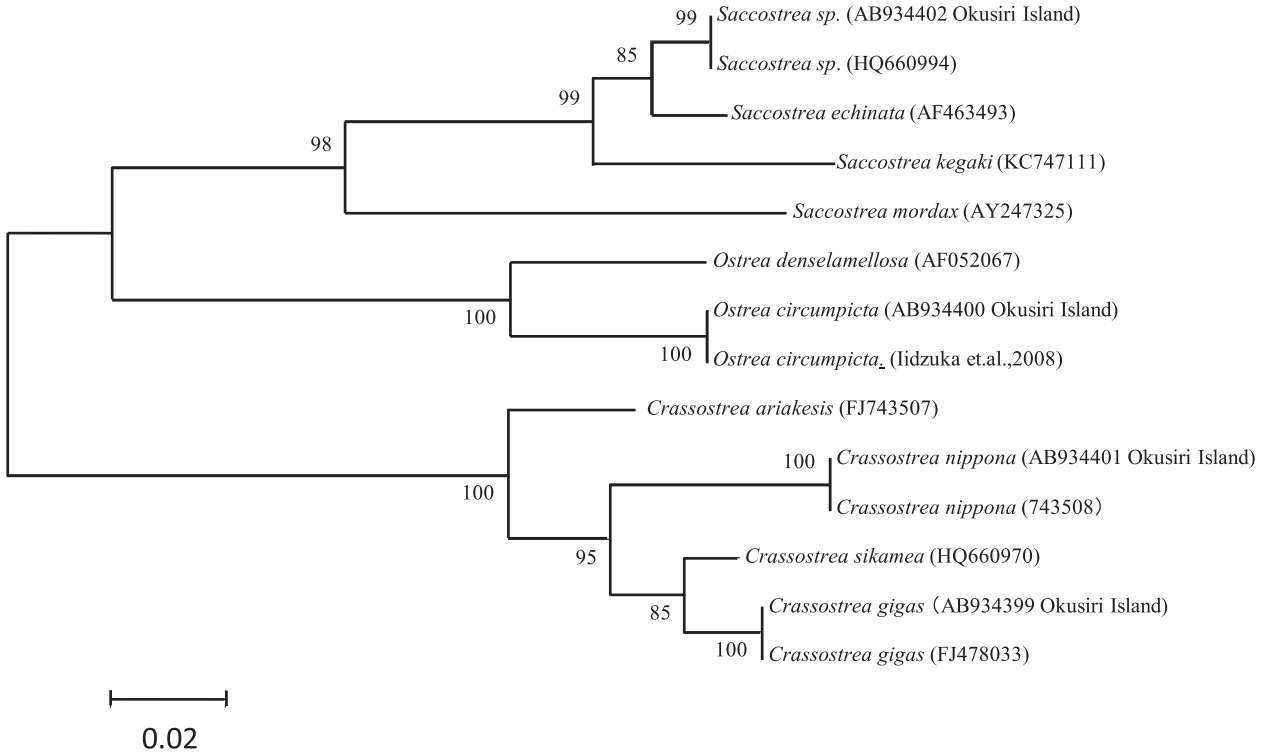 99
Saccostrea sp. (AB934402 Okusiri Island)
85
Saccostrea sp. (HQ660994)
99
Saccostrea echinata (AF463493)
98
Saccostrea kegaki (KC747111)
Saccostrea mordax (AY247325)
Ostrea denselamellosa (AF052067)
100
Ostrea circumpicta (AB934400 Okusiri Island)
100
Ostrea circumpicta. (Iidzuka et.al.,2008)
Crassostrea ariakesis (FJ743507)
100
100
Crassostrea nippona (AB934401 Okusiri Island)
Crassostrea nippona (743508）
95
Crassostrea sikamea (HQ660970)
85
Crassostrea gigas（AB934399 Okusiri Island)
100
Crassostrea gigas (FJ478033)
0.02